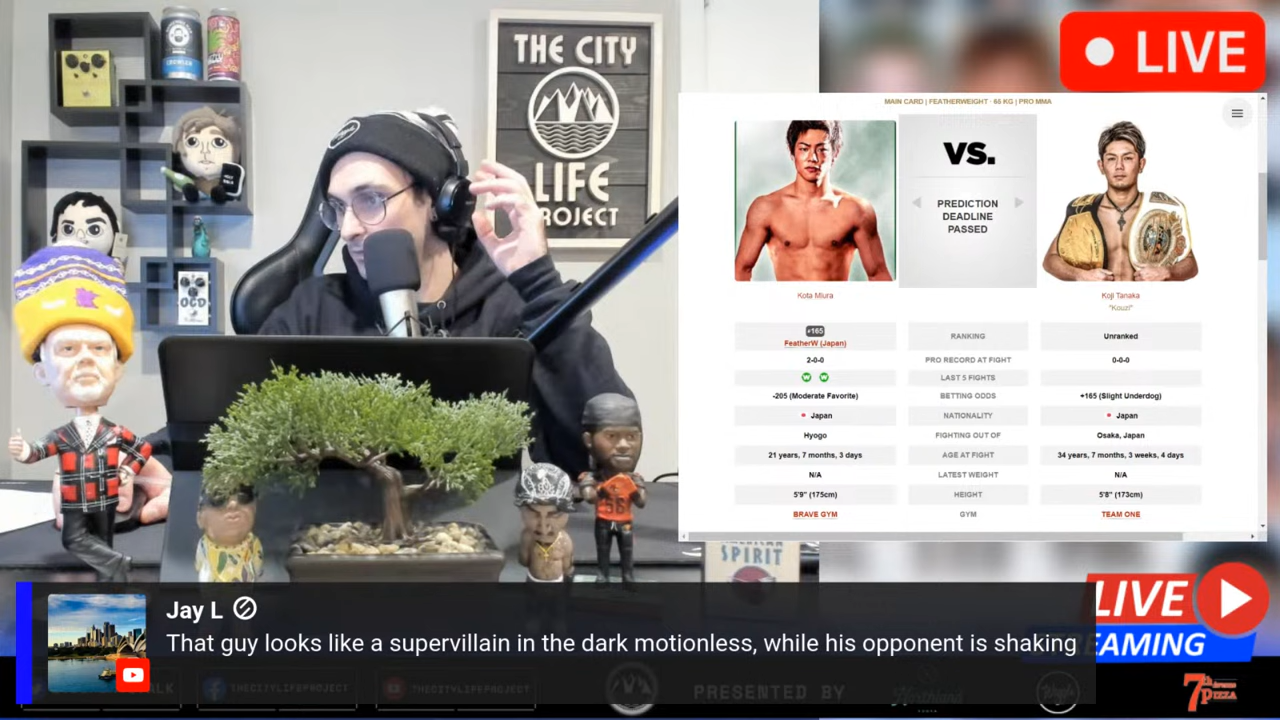 THE CITY
LIFE
PROJECT
OCD
LIVE
MAIN CARD | FEATHERWEIGHT · 65 KG | PRO MMA
VS.
PREDICTION
DEADLINE
PASSED
Kota Miura
Koji Tanaka
"Kouzi"
+165
FeatherW (Japan)
RANKING
Unranked
2-0-0
PRO RECORD AT FIGHT
0-0-0
W W
LAST 5 FIGHTS
-205 (Moderate Favorite)
BETTING ODDS
+165 (Slight Underdog)
Japan
NATIONALITY
Japan
Hyogo
FIGHTING OUT OF
Osaka, Japan
21 years, 7 months, 3 days
AGE AT FIGHT
34 years, 7 months, 3 weeks, 4 days
N/A
LATEST WEIGHT
N/A
5'9" (175cm)
HEIGHT
5'8" (173cm)
BRAVE GYM
GYM
TEAM ONE
SPIRIT
Jay L
That guy looks like a supervillain in the dark motionless, while his opponent is shaking
LIVE
EAMING
THECITYLIFEPROJECT
THECITYLIFEPROJECT
PRESENTED BY
PIZZA